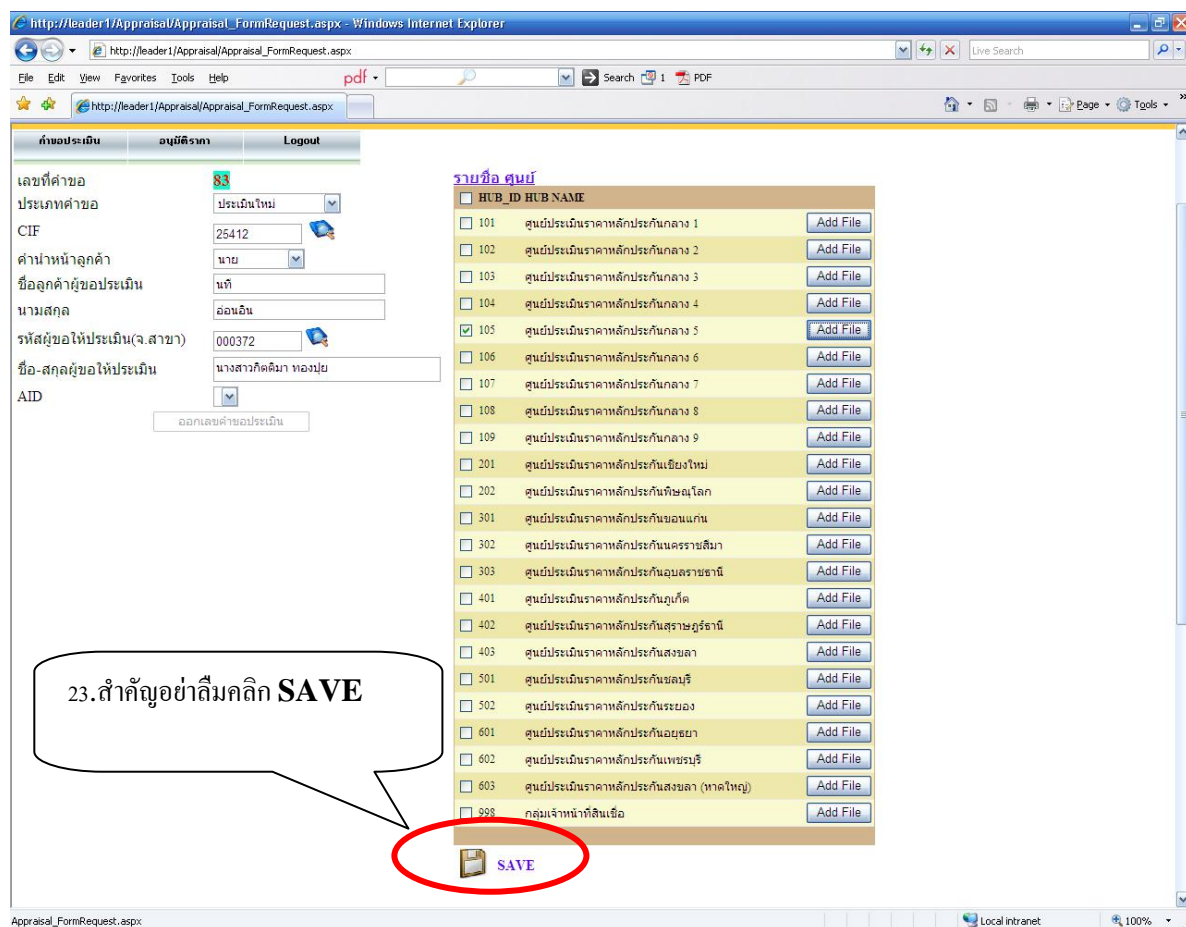 http://leader1/Appraisal/Appraisal_FormRequest.aspx - Windows Internet Explorer
http://leader1/Appraisal/Appraisal_FormRequest.aspx
Live Search
File Edit View Favorites Tools Help
pdf
Search 1 PDF
http://leader1/Appraisal/Appraisal_FormRequest.aspx
Page Tools »
คำขอประเมิน อนุมัติราคา Logout
เลขที่คำขอ 83
ประเภทคำขอ ประเมินใหม่
CIF 25412
คำนำหน้าลูกค้า นาย
ชื่อลูกค้าผู้ขอประเมิน นที
นามสกุล อ่อนอิน
รหัสผู้ขอให้ประเมิน(จ.สาขา) 000372
ชื่อ-สกุลผู้ขอให้ประเมิน นางสาวกิตติมา ทองปุย
AID
ออกเลขคำขอประเมิน
รายชื่อ ศูนย์
HUB_ID HUB NAME
101 ศูนย์ประเมินราคาหลักประกันกลาง 1 Add File
102 ศูนย์ประเมินราคาหลักประกันกลาง 2 Add File
103 ศูนย์ประเมินราคาหลักประกันกลาง 3 Add File
104 ศูนย์ประเมินราคาหลักประกันกลาง 4 Add File
105 ศูนย์ประเมินราคาหลักประกันกลาง 5 Add File
106 ศูนย์ประเมินราคาหลักประกันกลาง 6 Add File
107 ศูนย์ประเมินราคาหลักประกันกลาง 7 Add File
108 ศูนย์ประเมินราคาหลักประกันกลาง 8 Add File
109 ศูนย์ประเมินราคาหลักประกันกลาง 9 Add File
201 ศูนย์ประเมินราคาหลักประกันเชียงใหม่ Add File
202 ศูนย์ประเมินราคาหลักประกันพิษณุโลก Add File
301 ศูนย์ประเมินราคาหลักประกันขอนแก่น Add File
302 ศูนย์ประเมินราคาหลักประกันนครราชสีมา Add File
303 ศูนย์ประเมินราคาหลักประกันอุบลราชธานี Add File
401 ศูนย์ประเมินราคาหลักประกันภูเก็ต Add File
402 ศูนย์ประเมินราคาหลักประกันสุราษฎร์ธานี Add File
403 ศูนย์ประเมินราคาหลักประกันสงขลา Add File
501 ศูนย์ประเมินราคาหลักประกันชลบุรี Add File
502 ศูนย์ประเมินราคาหลักประกันระยอง Add File
601 ศูนย์ประเมินราคาหลักประกันอยุธยา Add File
602 ศูนย์ประเมินราคาหลักประกันเพชรบุรี Add File
603 ศูนย์ประเมินราคาหลักประกันสงขลา (หาดใหญ่) Add File
998 กลุ่มเจ้าหน้าที่สินเชื่อ Add File
23.สำคัญอย่าลืมคลิก SAVE
SAVE
Appraisal_FormRequest.aspx
Local intranet
100%